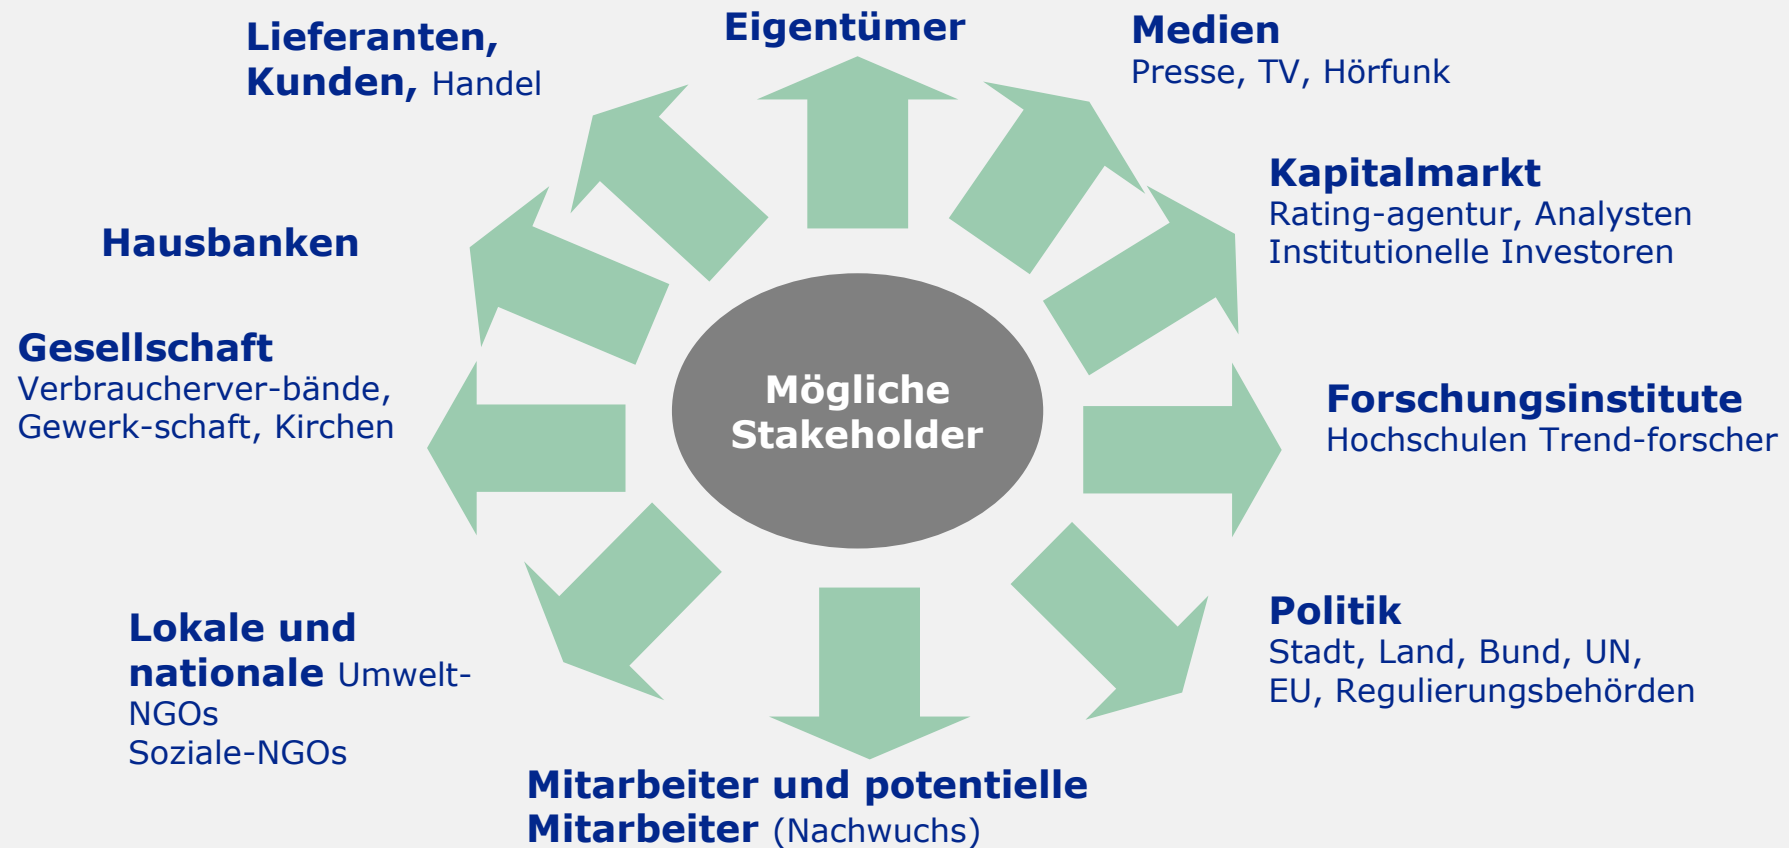 Lieferanten,
Kunden, Handel
Eigentümer
Medien
Presse, TV, Hörfunk
Kapitalmarkt
Rating-agentur, Analysten
Institutionelle Investoren
Hausbanken
Gesellschaft
Verbraucherver-bände,
Gewerk-schaft, Kirchen
Mögliche
Stakeholder
Forschungsinstitute
Hochschulen Trend-forscher
Lokale und
nationale Umwelt-
NGOs
Soziale-NGOs
Politik
Stadt, Land, Bund, UN,
EU, Regulierungsbehörden
Mitarbeiter und potentielle
Mitarbeiter (Nachwuchs)